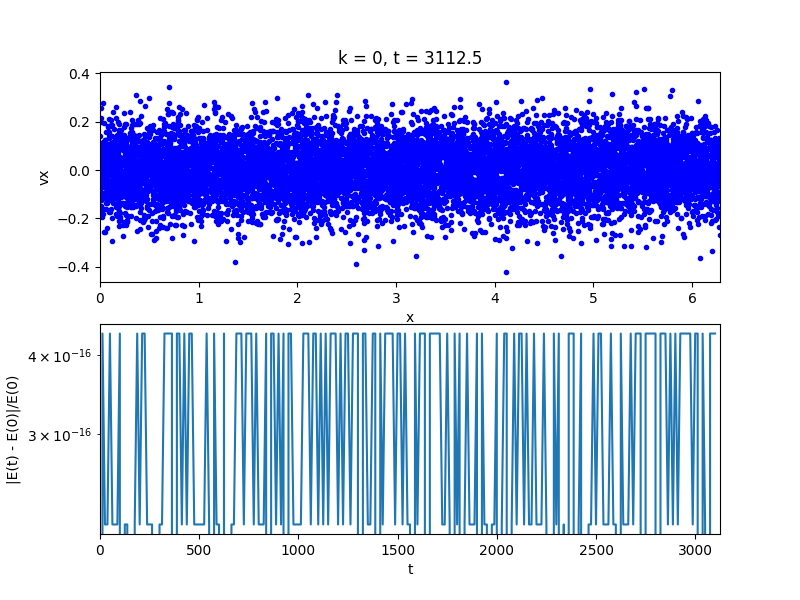 k = 0, t = 3112.5
0.4
0.2
0.0
−0.2
−0.4
vx
0 1 2 3 4 5 6
x
4 × 10⁻¹⁶
3 × 10⁻¹⁶
|E(t) - E(0)|/E(0)
0 500 1000 1500 2000 2500 3000
t